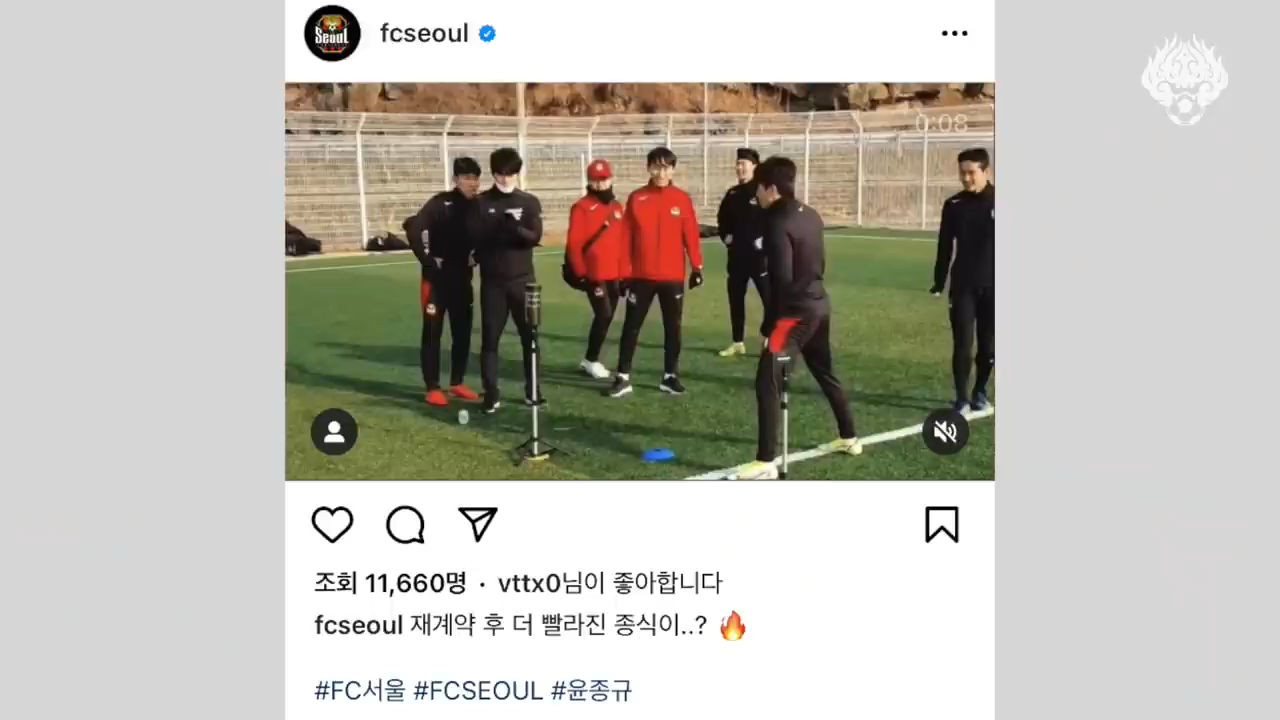 Seoul
fcseoul
0:08
조회 11,660명 · vttx0님이 좋아합니다
fcseoul 재계약 후 더 빨라진 종식이..? 🔥
#FC서울 #FCSEOUL #윤종규